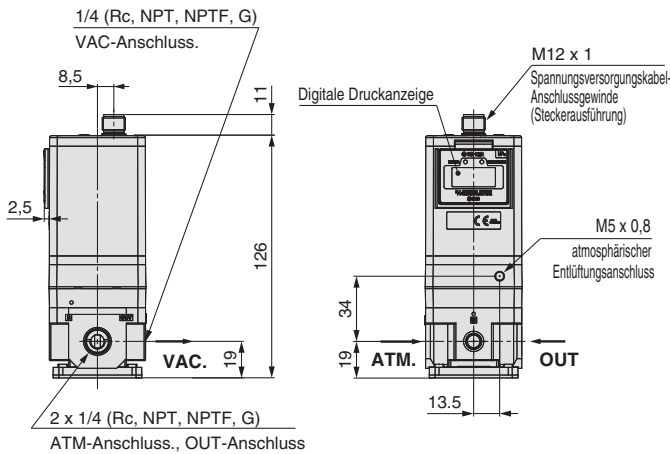 1/4 (Rc, NPT, NPTF, G)
VAC-Anschluss.
8,5
11
2,5
126
VAC.
19
2 x 1/4 (Rc, NPT, NPTF, G)
ATM-Anschluss., OUT-Anschluss
M12 x 1
Spannungsversorgungskabel-
Anschlussgewinde
(Steckerausführung)
Digitale Druckanzeige
CE
M5 x 0,8
atmosphärischer
Entlüftungsanschluss
34
19
ATM.
OUT
13.5